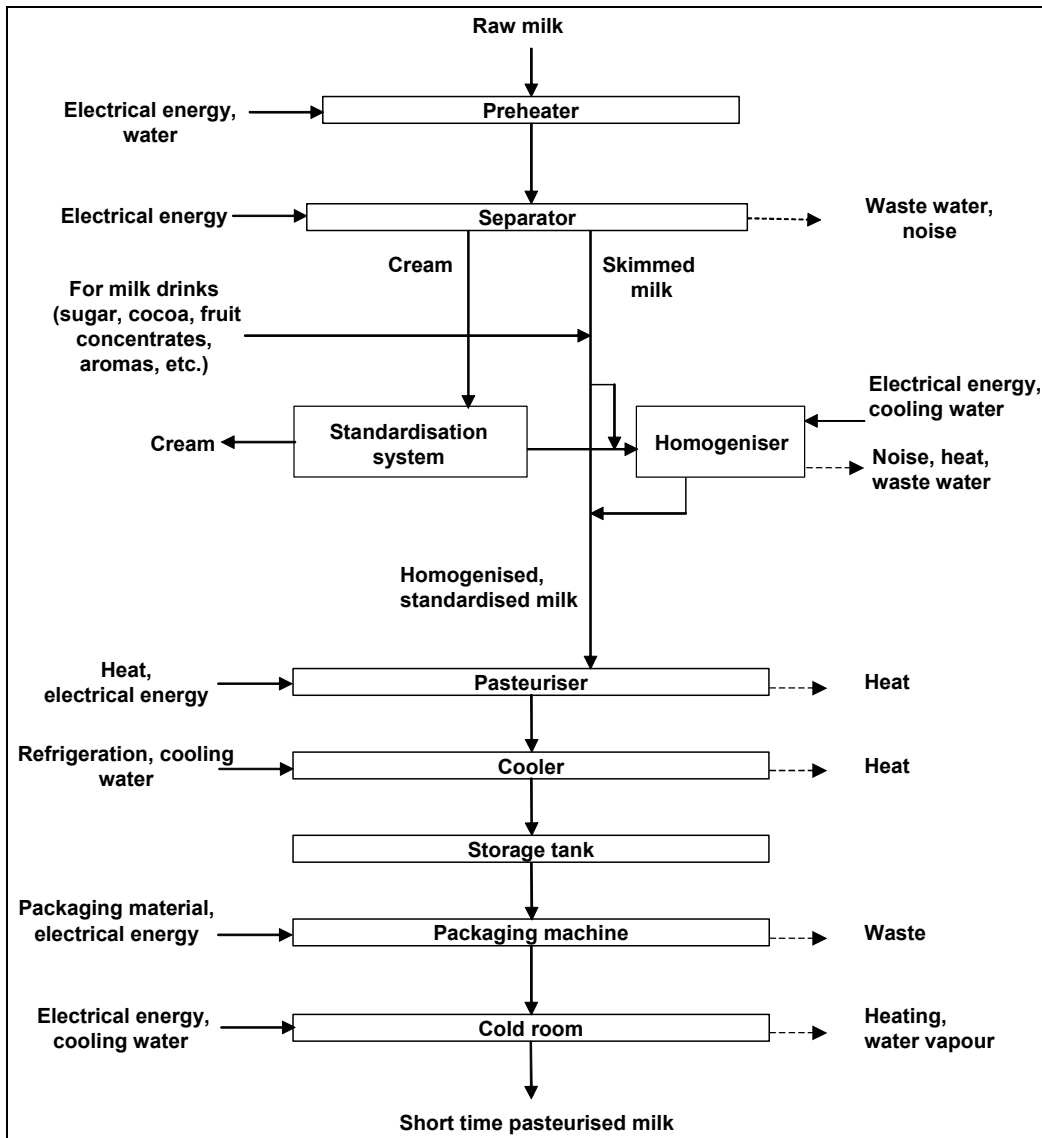 Raw milk
Electrical energy,
water
Preheater
Electrical energy
Separator
Waste water,
noise
Cream
Skimmed
milk
For milk drinks
(sugar, cocoa, fruit
concentrates,
aromas, etc.)
Electrical energy,
cooling water
Cream
Standardisation
system
Homogeniser
Noise, heat,
waste water
Homogenised,
standardised milk
Heat,
electrical energy
Pasteuriser
Heat
Refrigeration, cooling
water
Cooler
Heat
Storage tank
Packaging material,
electrical energy
Packaging machine
Waste
Electrical energy,
cooling water
Cold room
Heating,
water vapour
Short time pasteurised milk